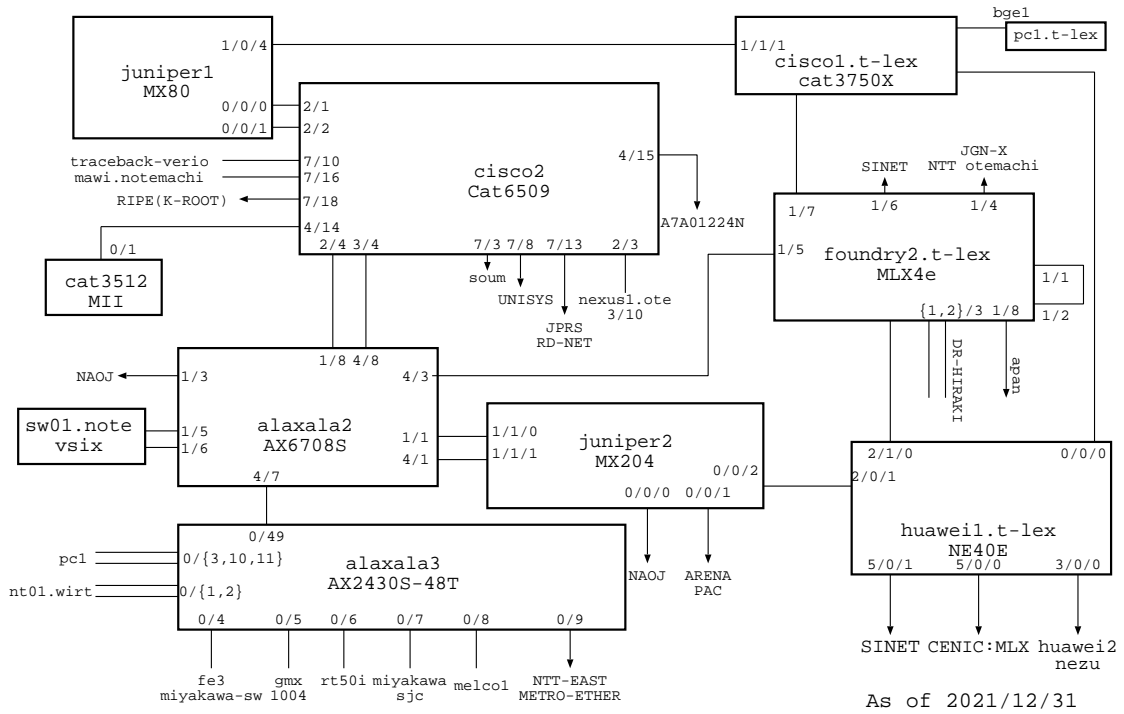 bge1
pc1.t-lex
1/0/4
1/1/1
juniper1
MX80
cisco1.t-lex
cat3750X
0/0/0
0/0/1
2/1
2/2
traceback-verio
7/10
mawi.notemachi
7/16
RIPE(K-ROOT)
7/18
4/14
cisco2
Cat6509
4/15
A7A01224N
0/1
cat3512
MII
2/4
3/4
7/3
7/8
7/13
2/3
soum
UNISYS
JPRS
RD-NET
nexus1.ote
3/10
SINET
JGN-X
NTT otemachi
1/7
1/6
1/4
1/5
foundry2.t-lex
MLX4e
1/1
1/2
{1,2}/3
1/8
DR-HIRAKI
apan
1/8
4/8
NAOJ
1/3
4/3
sw01.note
vsix
1/5
1/6
alaxala2
AX6708S
1/1
4/1
4/7
1/1/0
1/1/1
juniper2
MX204
0/0/2
0/0/0
0/0/1
NAOJ
ARENA
PAC
2/1/0
0/0/0
2/0/1
huawei1.t-lex
NE40E
5/0/1
5/0/0
3/0/0
SINET
CENIC:MLX
huawei2
nezu
0/49
pc1
0/{3,10,11}
nt01.wirt
0/{1,2}
alaxala3
AX2430S-48T
0/4
0/5
0/6
0/7
0/8
0/9
fe3
miyakawa-sw
gmx
1004
rt50i
miyakawa
sjc
melco1
NTT-EAST
METRO-ETHER
As of 2021/12/31